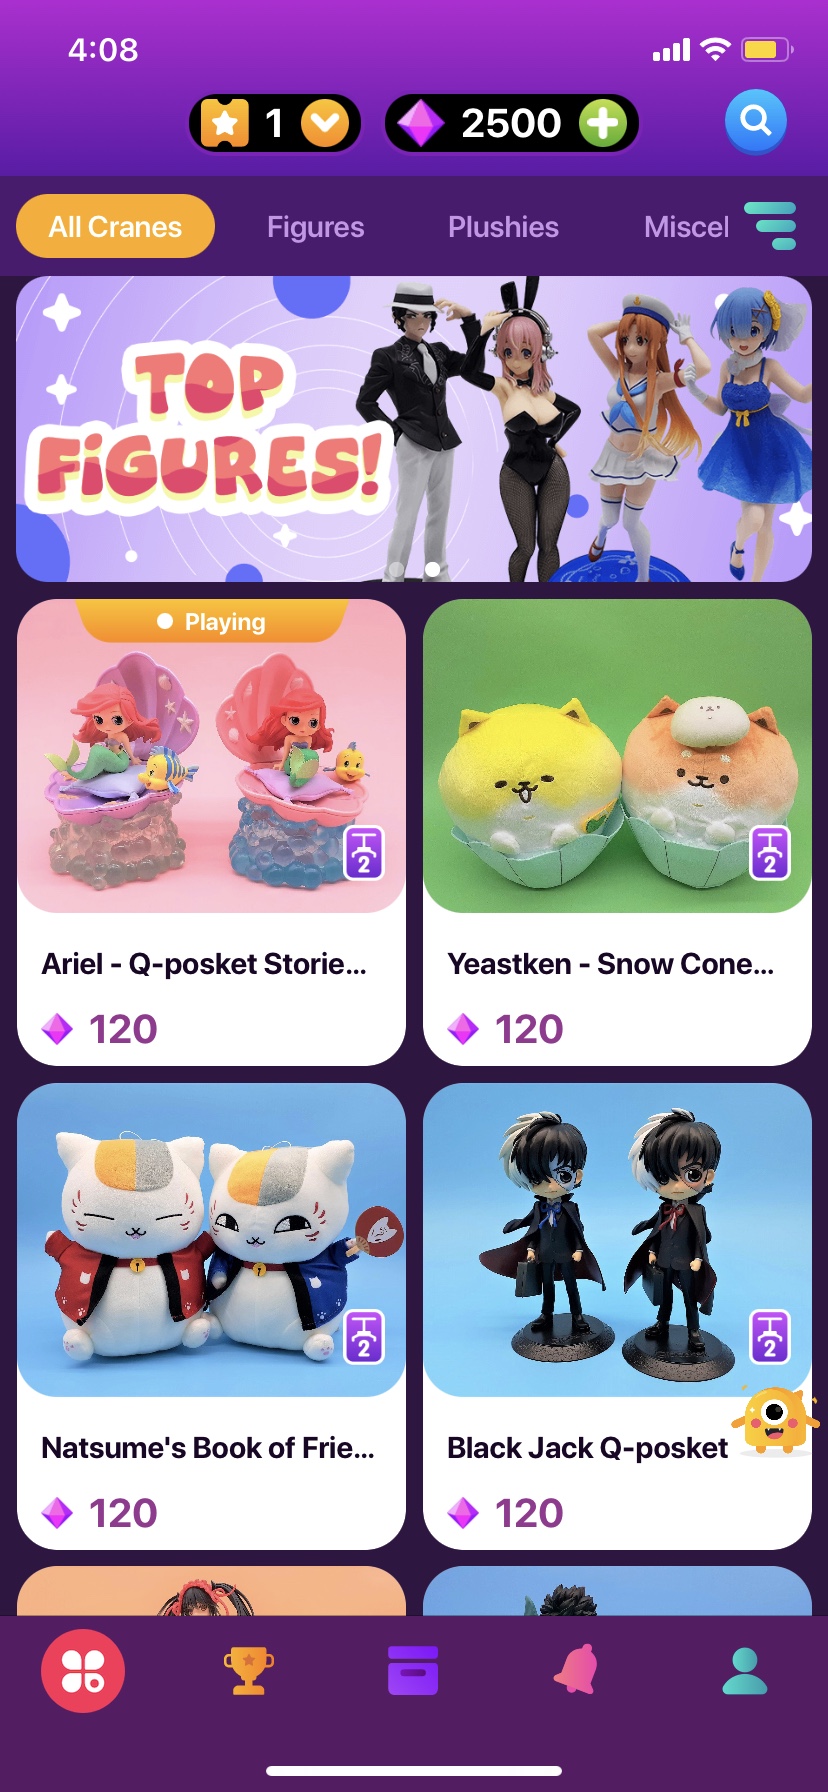 4:08
1
2500
All Cranes
Figures
Plushies
Miscel
TOP
FiGURES!
Playing
2
2
Ariel - Q-posket Storie...
Yeastken - Snow Cone...
120
120
2
2
Natsume's Book of Frie...
Black Jack Q-posket
120
120